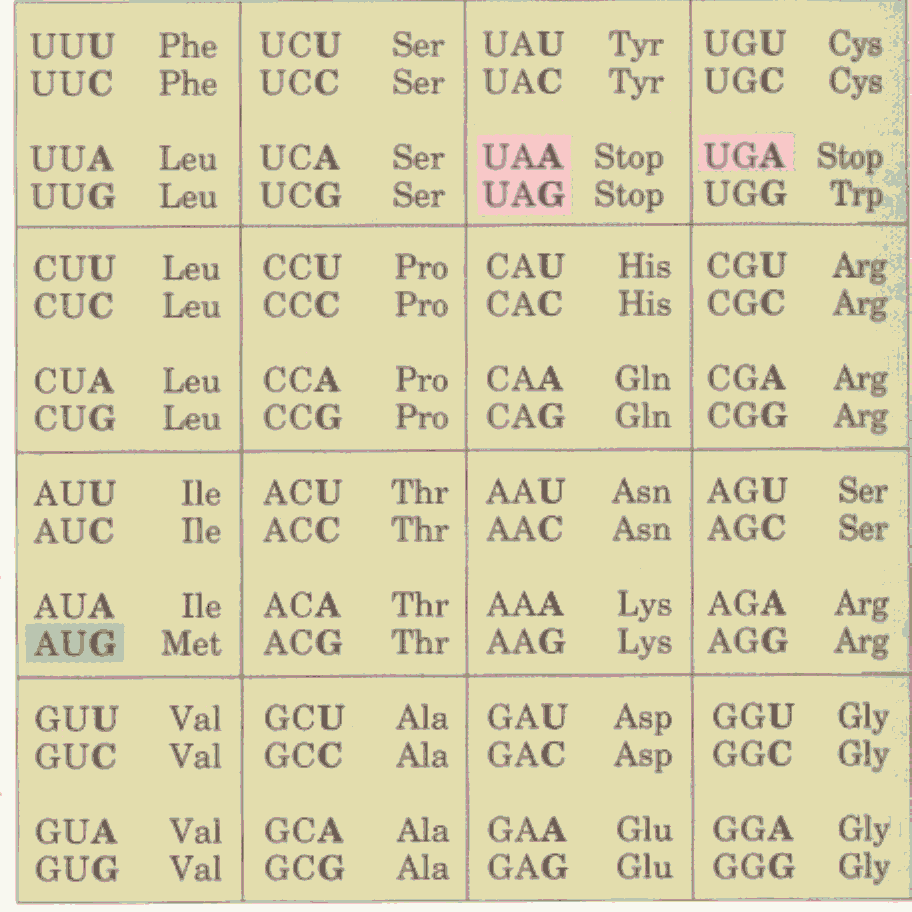 UUU Phe UCU Ser UAU Tyr UGU Cys
UUC Phe UCC Ser UAC Tyr UGC Cys
UUA Leu UCA Ser UAA Stop UGA Stop
UUG Leu UCG Ser UAG Stop UGG Trp
CUU Leu CCU Pro CAU His CGU Arg
CUC Leu CCC Pro CAC His CGC Arg
CUA Leu CCA Pro CAA Gln CGA Arg
CUG Leu CCG Pro CAG Gln CGG Arg
AUU Ile ACU Thr AAU Asn AGU Ser
AUC Ile ACC Thr AAC Asn AGC Ser
AUA Ile ACA Thr AAA Lys AGA Arg
AUG Met ACG Thr AAG Lys AGG Arg
GUU Val GCU Ala GAU Asp GGU Gly
GUC Val GCC Ala GAC Asp GGC Gly
GUA Val GCA Ala GAA Glu GGA Gly
GUG Val GCG Ala GAG Glu GGG Gly